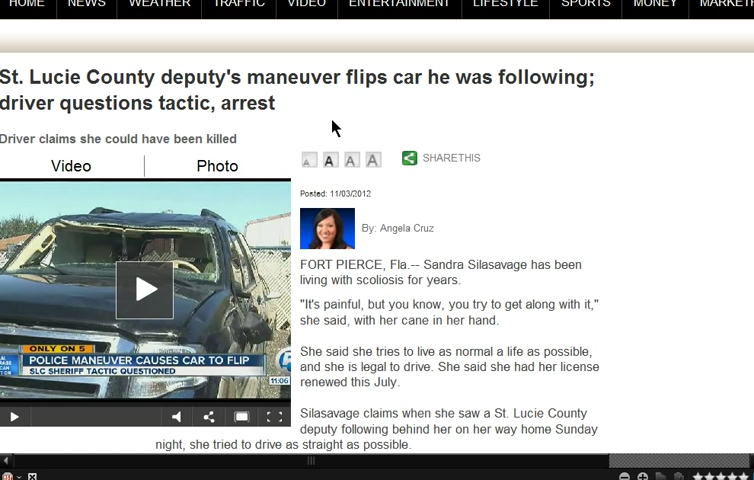 HOME NEWS WEATHER TRAFFIC VIDEO ENTERTAINMENT LIFESTYLE SPORTS MONEY MARKET
St. Lucie County deputy's maneuver flips car he was following;
driver questions tactic, arrest
Driver claims she could have been killed
Video Photo
A A A A SHARETHIS
Posted: 11/03/2012
By: Angela Cruz
FORT PIERCE, Fla.-- Sandra Silasavage has been
living with scoliosis for years.
"It's painful, but you know, you try to get along with it,"
she said, with her cane in her hand.
She said she tries to live as normal a life as possible,
and she is legal to drive. She said she had her license
renewed this July.
Silasavage claims when she saw a St. Lucie County
deputy following behind her on her way home Sunday
night, she tried to drive as straight as possible.
ONLY ON 5
POLICE MANEUVER CAUSES CAR TO FLIP
SLC SHERIFF TACTIC QUESTIONED
5
11:06